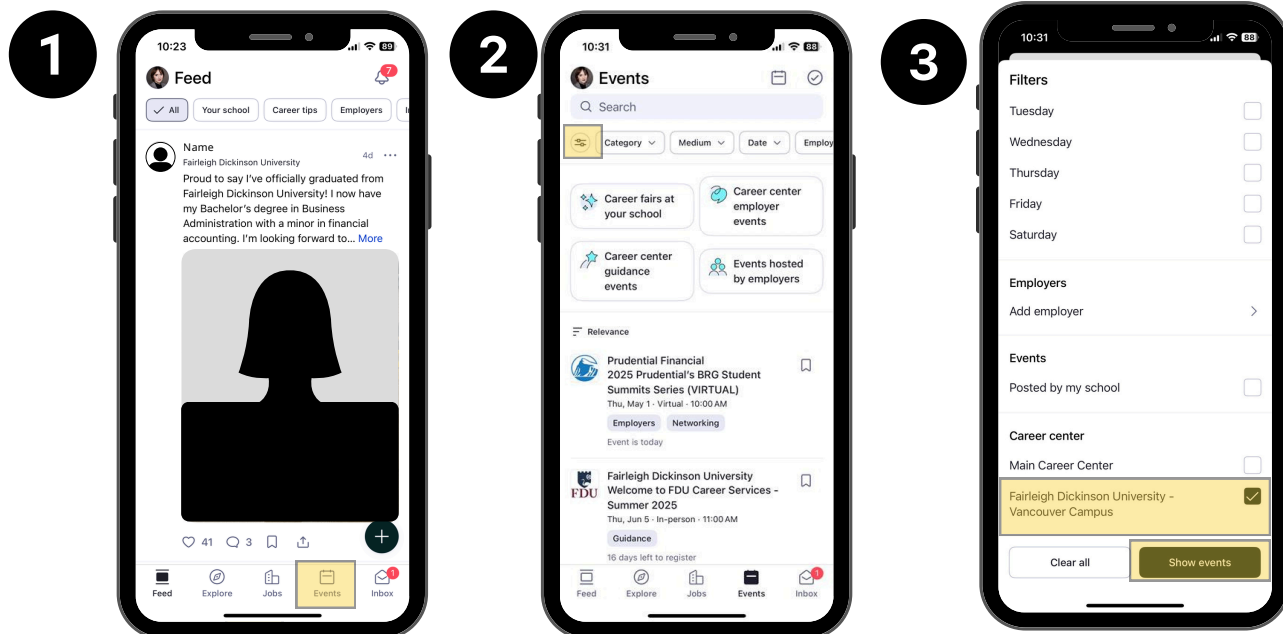 1
10:23
89
Feed
7
All
Your school
Career tips
Employers
Name
Fairleigh Dickinson University
4d
Proud to say I've officially graduated from
Fairleigh Dickinson University! I now have
my Bachelor's degree in Business
Administration with a minor in financial
accounting. I'm looking forward to... More
41
3
Feed
Explore
Jobs
Events
Inbox
1
2
10:31
88
Events
Search
Category
Medium
Date
Employ
Career fairs at
your school
Career center
employer
events
Career center
guidance
events
Events hosted
by employers
Relevance
Prudential Financial
2025 Prudential's BRG Student
Summits Series (VIRTUAL)
Thu, May 1 · Virtual · 10:00 AM
Employers
Networking
Event is today
FDU
Fairleigh Dickinson University
Welcome to FDU Career Services -
Summer 2025
Thu, Jun 5 · In-person · 11:00 AM
Guidance
16 days left to register
Feed
Explore
Jobs
Events
Inbox
1
3
10:31
88
Filters
Tuesday
Wednesday
Thursday
Friday
Saturday
Employers
Add employer
Events
Posted by my school
Career center
Main Career Center
Fairleigh Dickinson University -
Vancouver Campus
Clear all
Show events